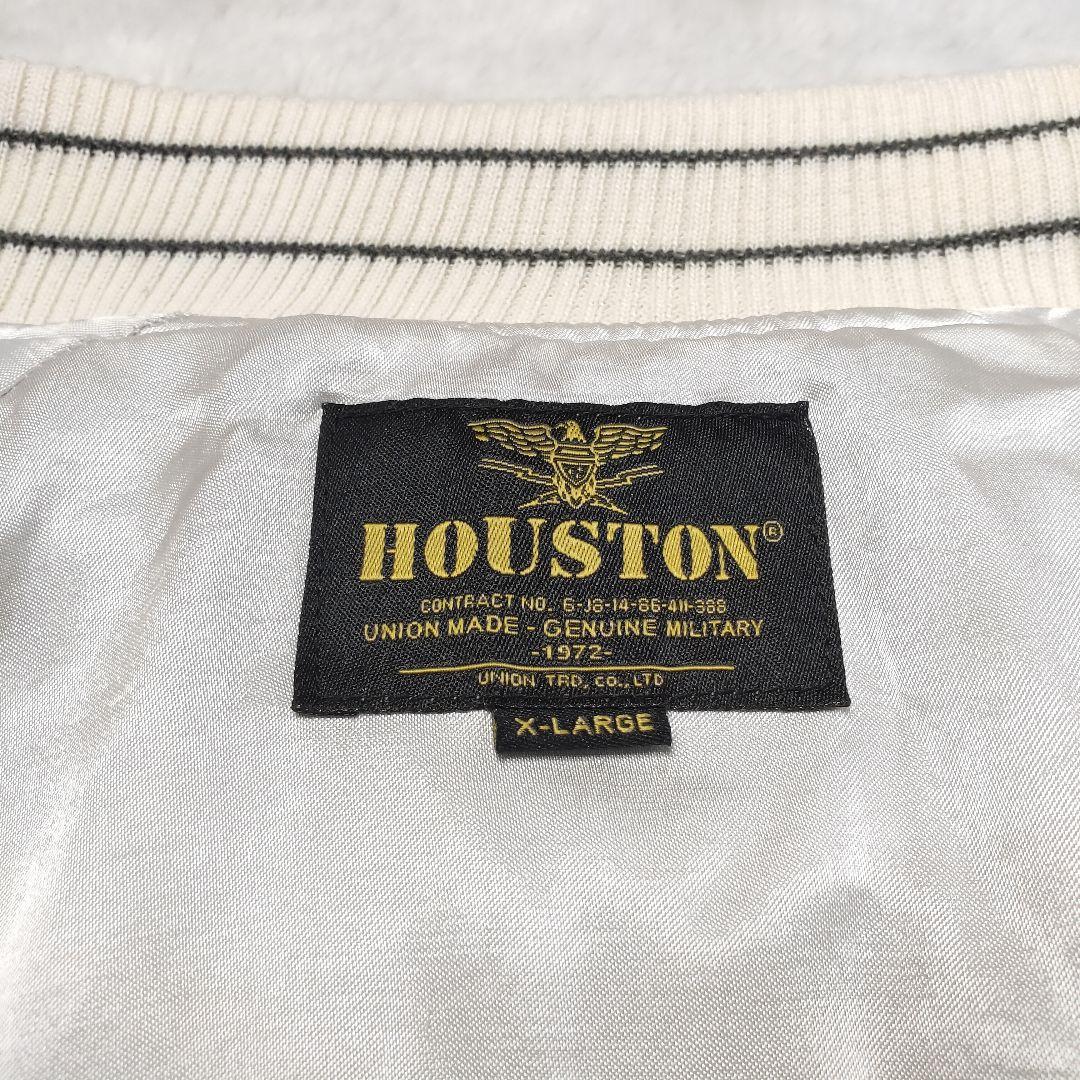 HOUSTON®
CONTRACT NO. 6-J8-14-86-411-388
UNION MADE - GENUINE MILITARY
-1972-
UNION TRD, CO.,LTD
X-LARGE